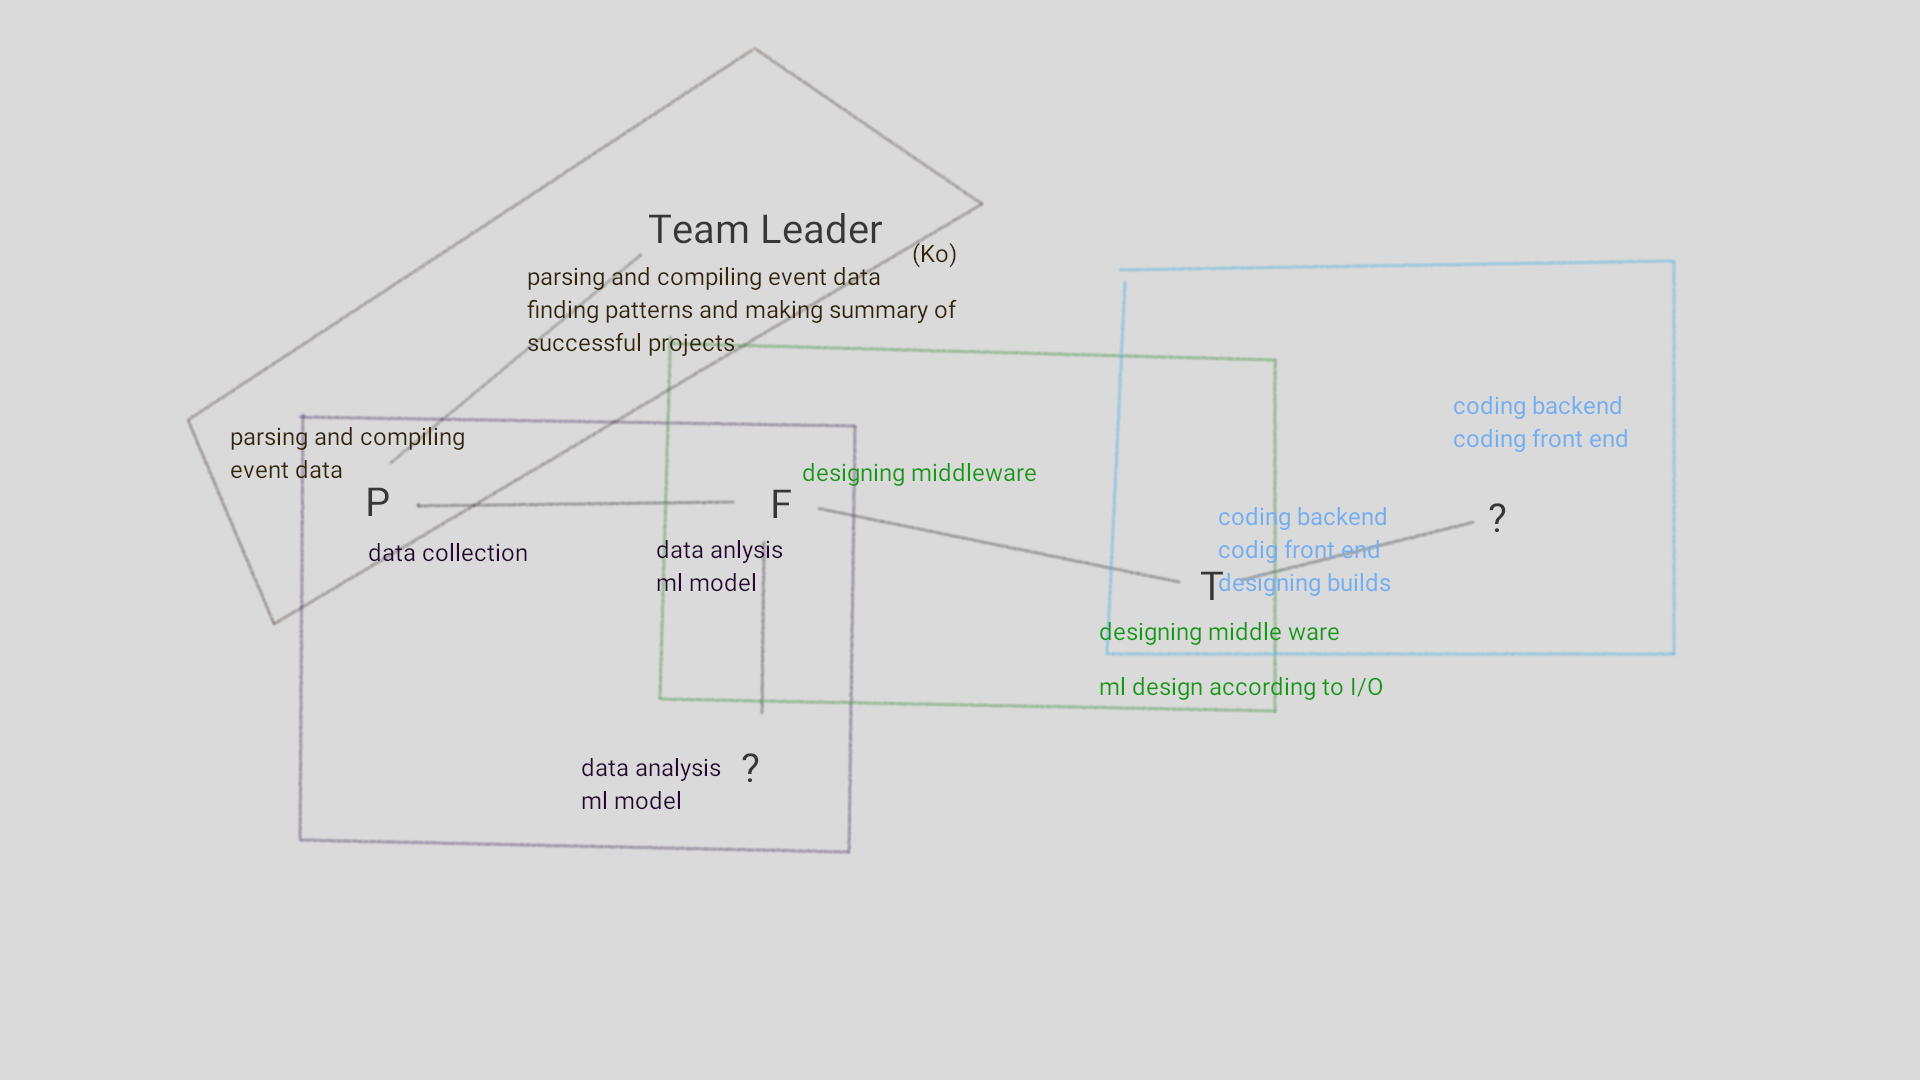 Team Leader
(Ko)
parsing and compiling event data
finding patterns and making summary of
successful projects
parsing and compiling
event data
P
data collection
F
designing middleware
data anlysis
ml model
data analysis
ml model
?
T
coding backend
codig front end
designing builds
designing middle ware
ml design according to I/O
coding backend
coding front end
?